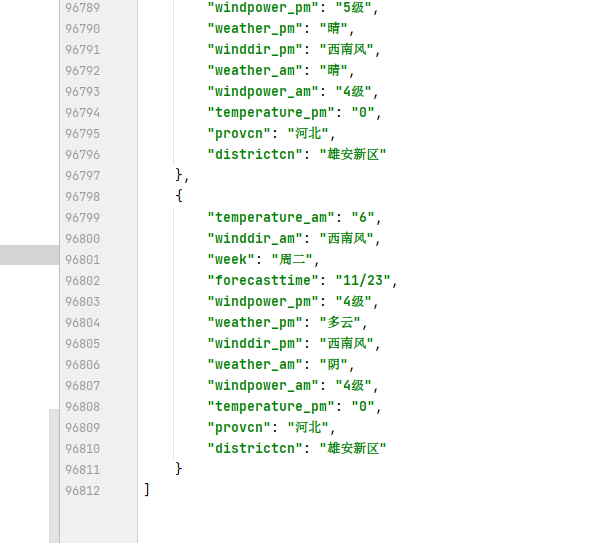 96789 "windpower_pm": "5级",
96790 "weather_pm": "晴",
96791 "winddir_pm": "西南风",
96792 "weather_am": "晴",
96793 "windpower_am": "4级",
96794 "temperature_pm": "0",
96795 "provcn": "河北",
96796 "districtcn": "雄安新区"
96797 },
96798 {
96799 "temperature_am": "6",
96800 "winddir_am": "西南风",
96801 "week": "周二",
96802 "forecasttime": "11/23",
96803 "windpower_pm": "4级",
96804 "weather_pm": "多云",
96805 "winddir_pm": "西南风",
96806 "weather_am": "阴",
96807 "windpower_am": "4级",
96808 "temperature_pm": "0",
96809 "provcn": "河北",
96810 "districtcn": "雄安新区"
96811 }
96812 ]